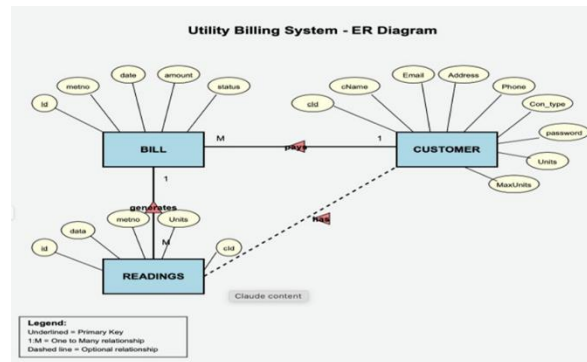 Utility Billing System - ER Diagram
metno
date
amount
status
Id
BILL
M
pays
1
cName
Email
Address
Phone
cId
Con_type
password
Units
MaxUnits
CUSTOMER
1
generates
M
has
data
metno
Units
Id
cId
READINGS
Claude content
Legend:
Underlined = Primary Key
1:M = One to Many relationship
Dashed line = Optional relationship